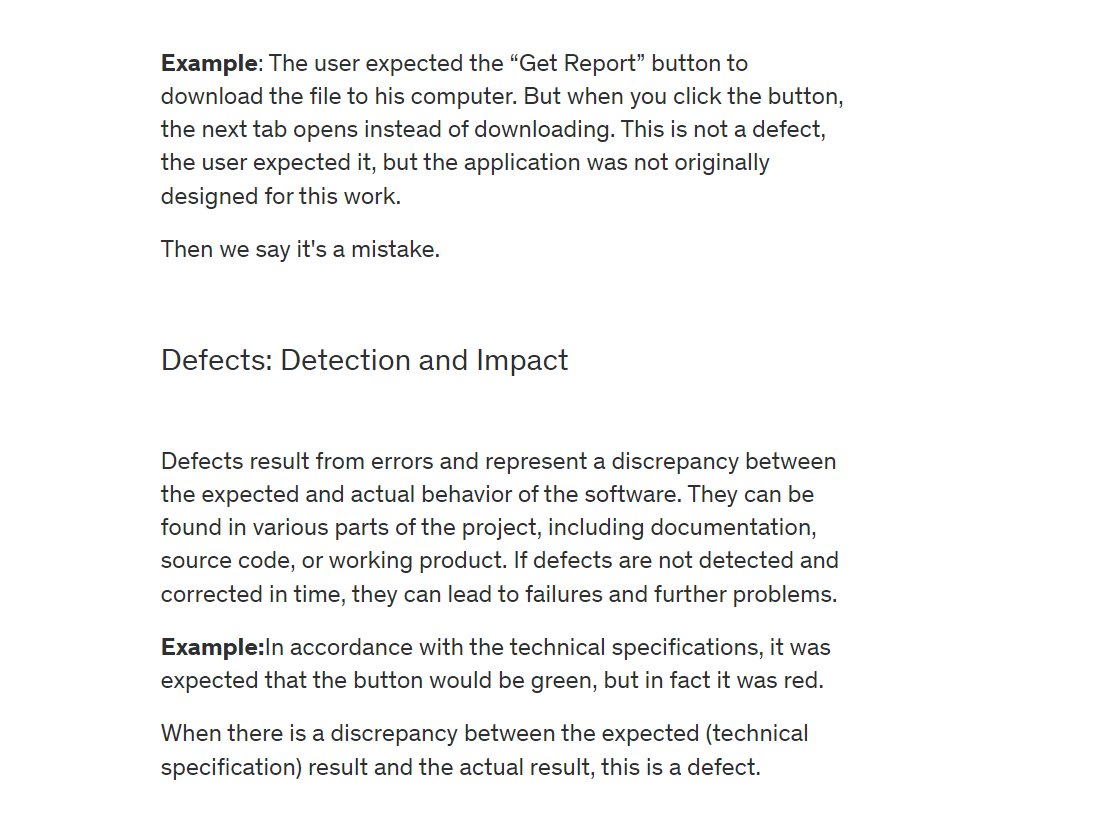 Example: The user expected the “Get Report” button to
download the file to his computer. But when you click the button,
the next tab opens instead of downloading. This is not a defect,
the user expected it, but the application was not originally
designed for this work.
Then we say it's a mistake.
Defects: Detection and Impact
Defects result from errors and represent a discrepancy between
the expected and actual behavior of the software. They can be
found in various parts of the project, including documentation,
source code, or working product. If defects are not detected and
corrected in time, they can lead to failures and further problems.
Example:In accordance with the technical specifications, it was
expected that the button would be green, but in fact it was red.
When there is a discrepancy between the expected (technical
specification) result and the actual result, this is a defect.